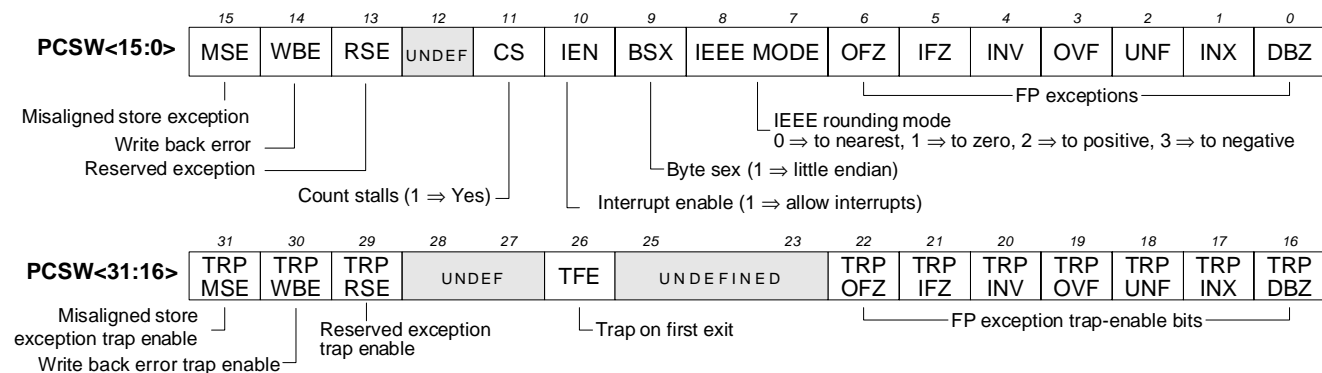 15 14 13 12 11 10 9 8 7 6 5 4 3 2 1 0
PCSW<15:0> MSE WBE RSE UNDEF CS IEN BSX IEEE MODE OFZ IFZ INV OVF UNF INX DBZ
FP exceptions
Misaligned store exception
Write back error
Reserved exception
IEEE rounding mode
0 ⇒ to nearest, 1 ⇒ to zero, 2 ⇒ to positive, 3 ⇒ to negative
Byte sex (1 ⇒ little endian)
Count stalls (1 ⇒ Yes)
Interrupt enable (1 ⇒ allow interrupts)
31 30 29 28 27 26 25 23 22 21 20 19 18 17 16
PCSW<31:16> TRP MSE TRP WBE TRP RSE UNDEF TFE UNDEFINED TRP OFZ TRP IFZ TRP INV TRP OVF TRP UNF TRP INX TRP DBZ
Misaligned store
exception trap enable
Write back error trap enable
Reserved exception
trap enable
Trap on first exit
FP exception trap-enable bits